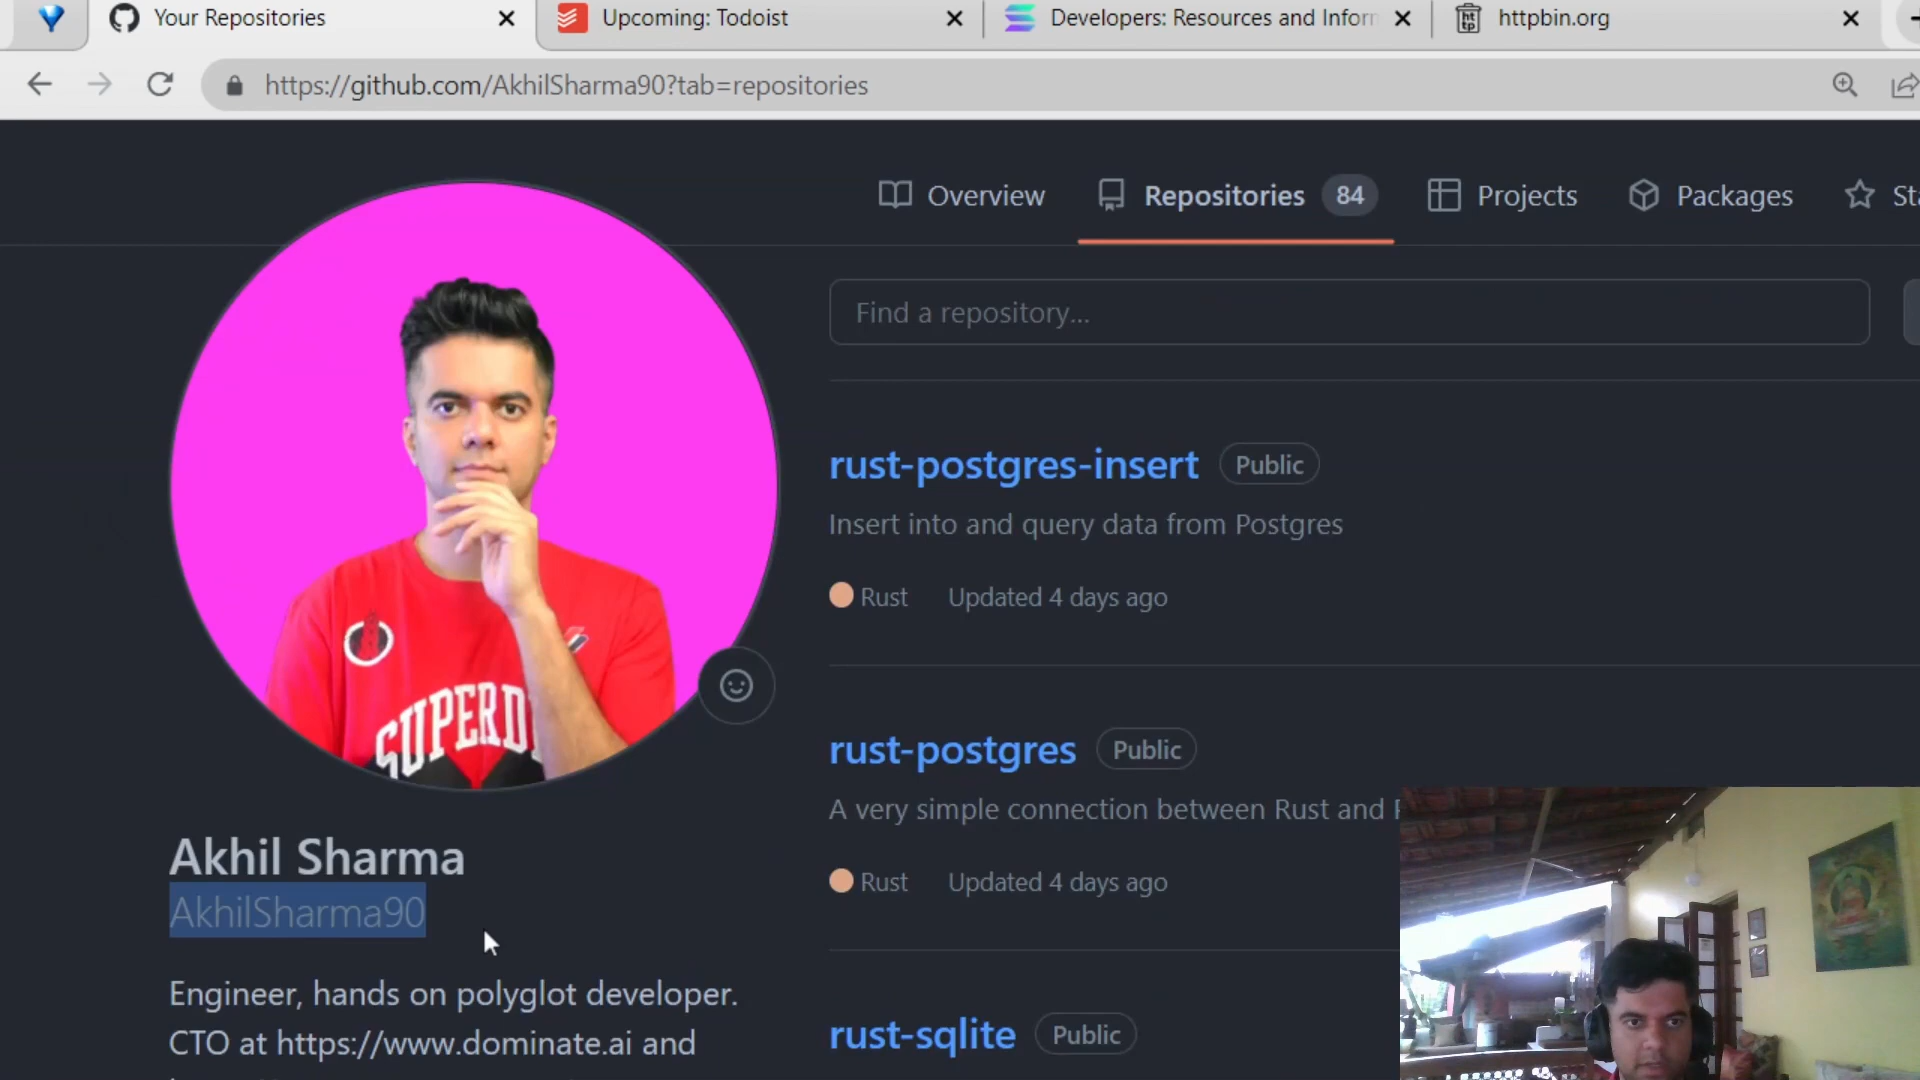 Your Repositories
Upcoming: Todoist
Developers: Resources and Inforn
httpbin.org
https://github.com/AkhilSharma90?tab=repositories
Overview
Repositories 84
Projects
Packages
Sta
Find a repository...
rust-postgres-insert Public
Insert into and query data from Postgres
Rust Updated 4 days ago
rust-postgres Public
A very simple connection between Rust and P
Rust Updated 4 days ago
rust-sqlite Public
SUPERD
Akhil Sharma
AkhilSharma90
Engineer, hands on polyglot developer.
CTO at https://www.dominate.ai and